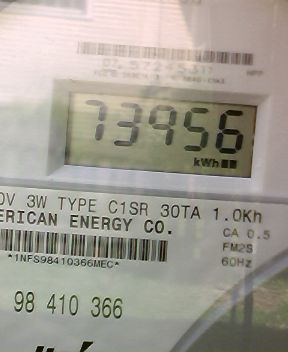 73956
kWh
0V 3W TYPE C1SR 30TA 1.0Kh
ERICAN ENERGY CO.
CA 0.5
FM2S
*1NFS98410366MEC*
60Hz
98 410 366